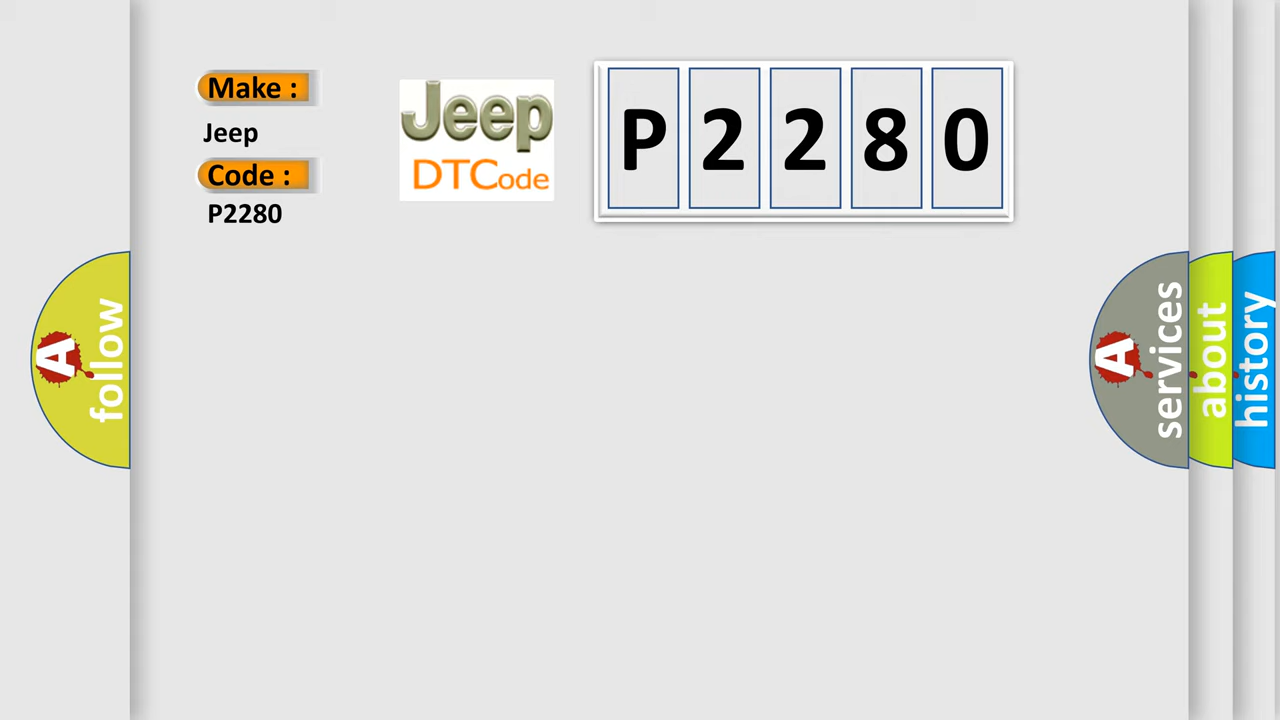 Make :
Jeep
Code :
P2280
Jeep
DTCode
P 2 2 8 0
A follow
A services
about
history